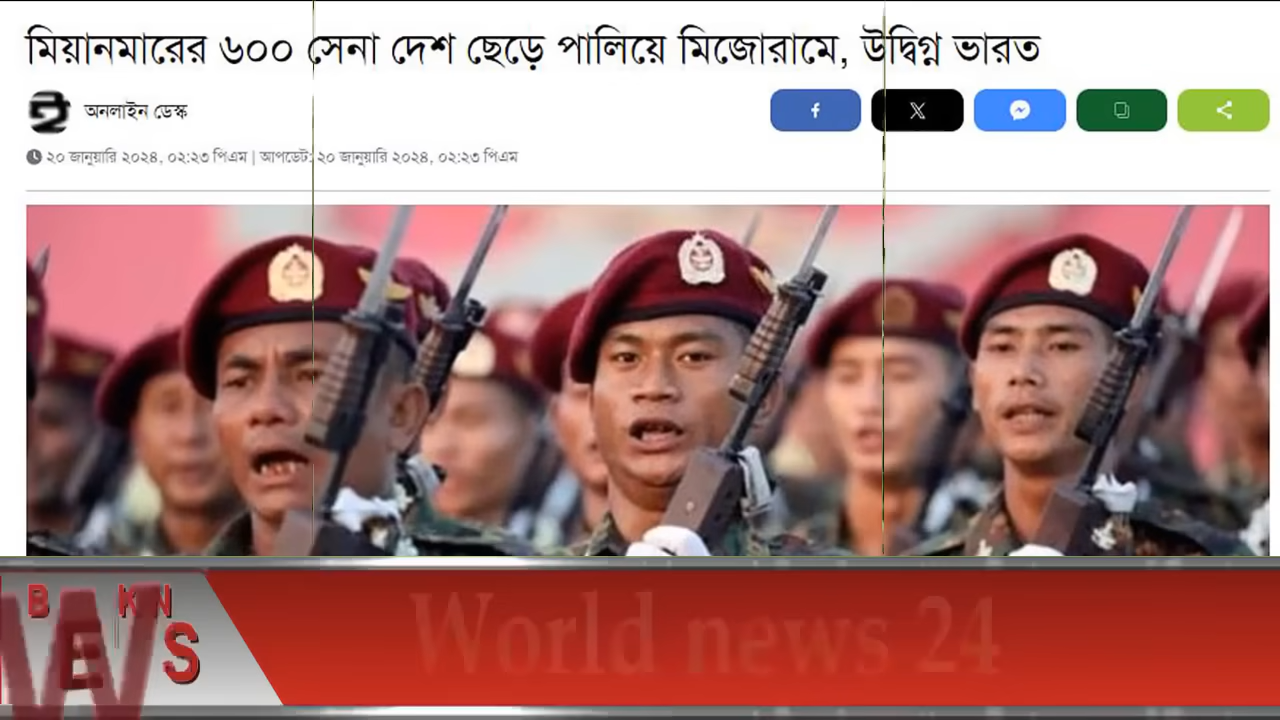 মিয়ানমারের ৬০০ সেনা দেশ ছেড়ে পালিয়ে মিজোরামে, উদ্বিগ্ন ভারত
অনলাইন ডেস্ক
২০ জানুয়ারি ২০২৪, ০২:২৩ পিএম | আপডেট: ২০ জানুয়ারি ২০২৪, ০২:২৩ পিএম
World news 24